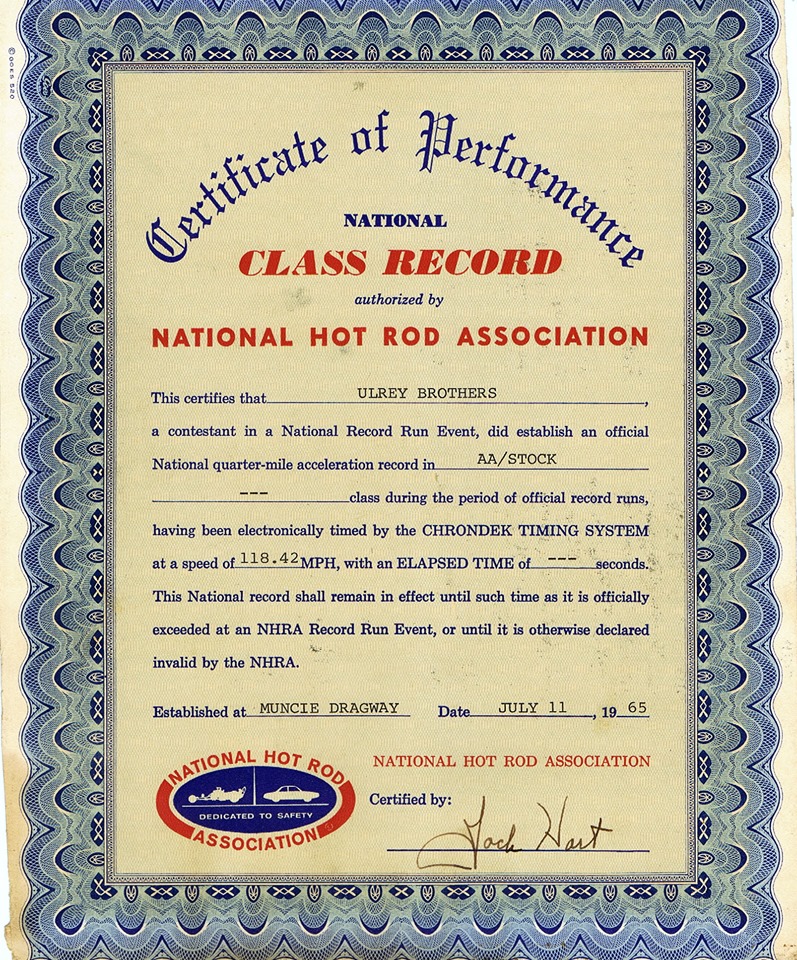 © GOES 520
Certificate of Performance
NATIONAL
CLASS RECORD
authorized by
NATIONAL HOT ROD ASSOCIATION
This certifies that ULREY BROTHERS,
a contestant in a National Record Run Event, did establish an official
National quarter-mile acceleration record in AA/STOCK
--- class during the period of official record runs,
having been electronically timed by the CHRONDEK TIMING SYSTEM
at a speed of 118.42 MPH, with an ELAPSED TIME of --- seconds.
This National record shall remain in effect until such time as it is officially
exceeded at an NHRA Record Run Event, or until it is otherwise declared
invalid by the NHRA.
Established at MUNCIE DRAGWAY Date JULY 11, 19 65
NATIONAL HOT ROD
DEDICATED TO SAFETY
ASSOCIATION
NATIONAL HOT ROD ASSOCIATION
Certified by:
Jack Hart